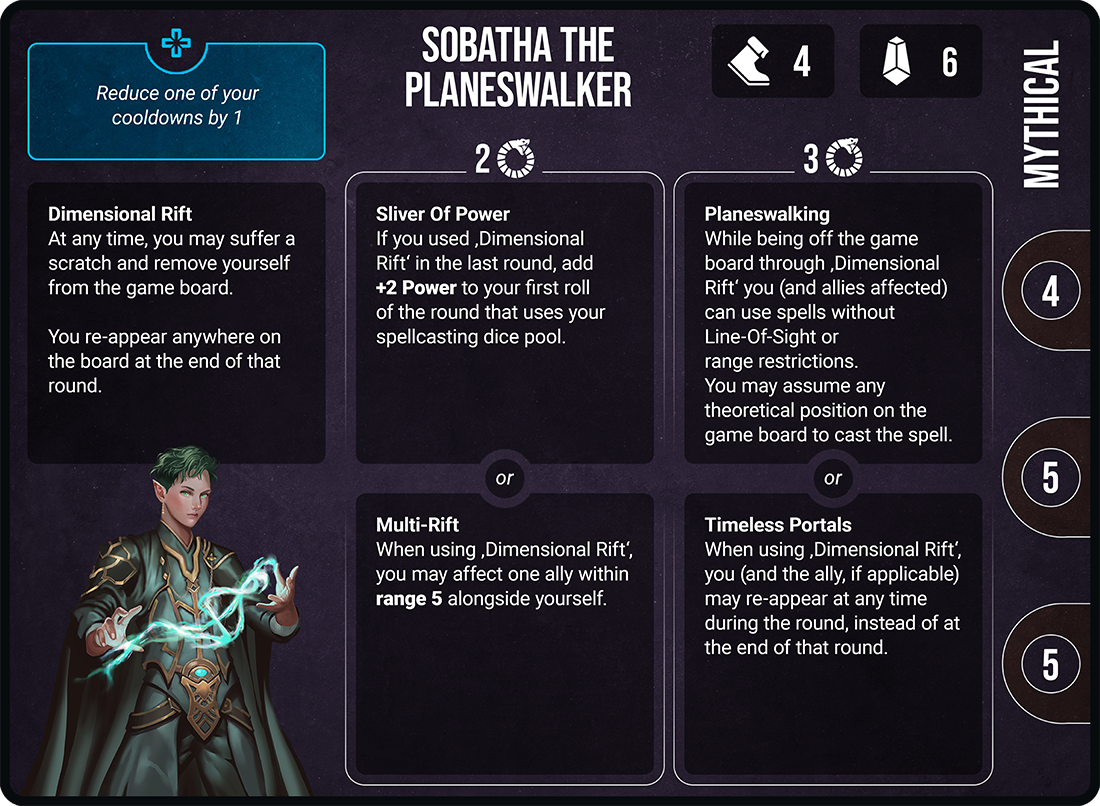 Reduce one of your
cooldowns by 1
SOBATHA THE
PLANESWALKER
4
6
MYTHICAL
Dimensional Rift
At any time, you may suffer a
scratch and remove yourself
from the game board.
You re-appear anywhere on
the board at the end of that
round.
2
Sliver Of Power
If you used ‚Dimensional
Rift‘ in the last round, add
+2 Power to your first roll
of the round that uses your
spellcasting dice pool.
or
Multi-Rift
When using ‚Dimensional Rift‘,
you may affect one ally within
range 5 alongside yourself.
3
Planeswalking
While being off the game
board through ‚Dimensional
Rift‘ you (and allies affected)
can use spells without
Line-Of-Sight or
range restrictions.
You may assume any
theoretical position on the
game board to cast the spell.
or
Timeless Portals
When using ‚Dimensional Rift‘,
you (and the ally, if applicable)
may re-appear at any time
during the round, instead of at
the end of that round.
4
5
5